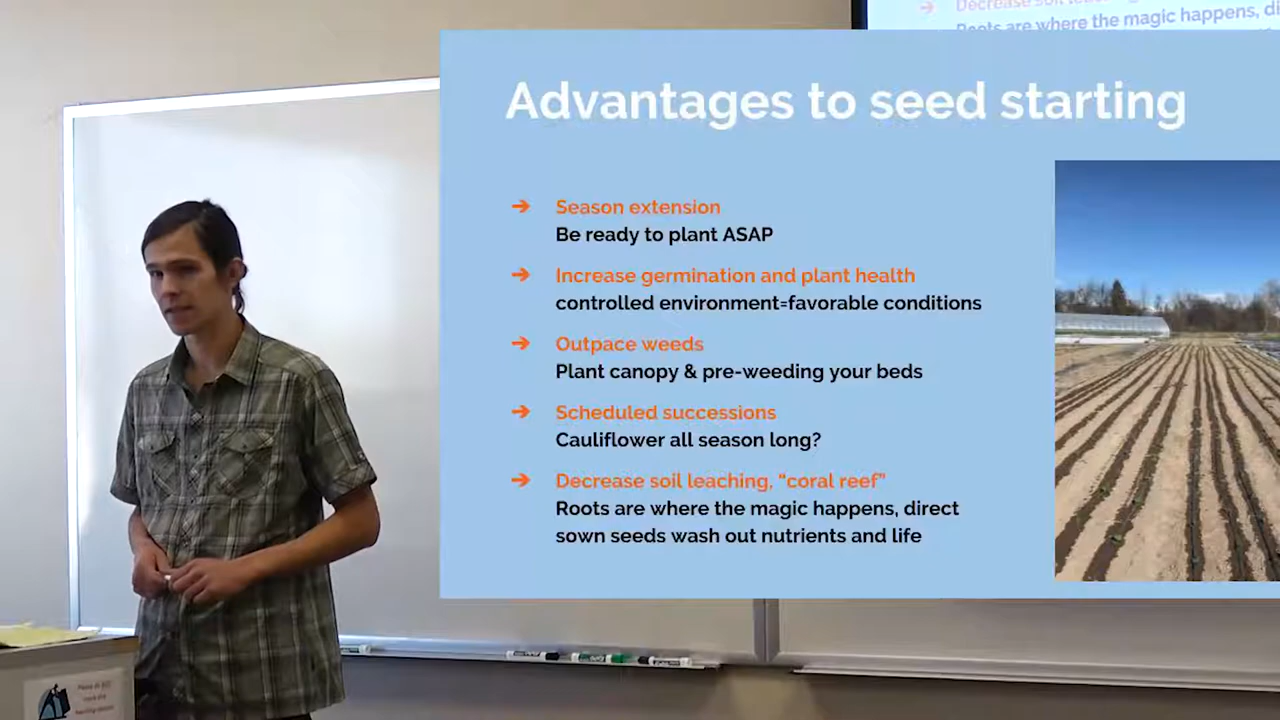 Decrease soil
Roots are where the magic happens, di
Advantages to seed starting
➔ Season extension
Be ready to plant ASAP
➔ Increase germination and plant health
controlled environment=favorable conditions
➔ Outpace weeds
Plant canopy & pre-weeding your beds
➔ Scheduled successions
Cauliflower all season long?
➔ Decrease soil leaching, “coral reef”
Roots are where the magic happens, direct
sown seeds wash out nutrients and life